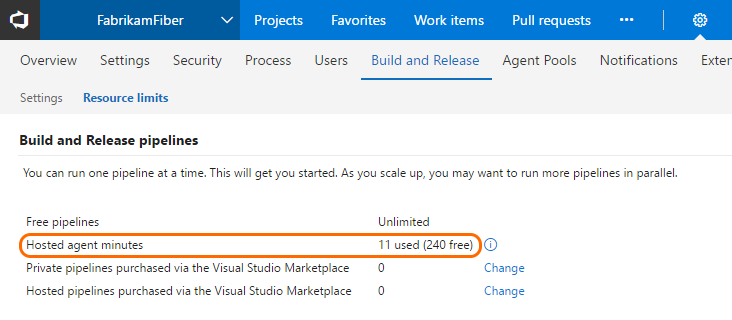 FabrikamFiber Projects Favorites Work items Pull requests ···
Overview Settings Security Process Users Build and Release Agent Pools Notifications Exten
Settings Resource limits
Build and Release pipelines
You can run one pipeline at a time. This will get you started. As you scale up, you may want to run more pipelines in parallel.
Free pipelines Unlimited
Hosted agent minutes 11 used (240 free)
Private pipelines purchased via the Visual Studio Marketplace 0 Change
Hosted pipelines purchased via the Visual Studio Marketplace 0 Change